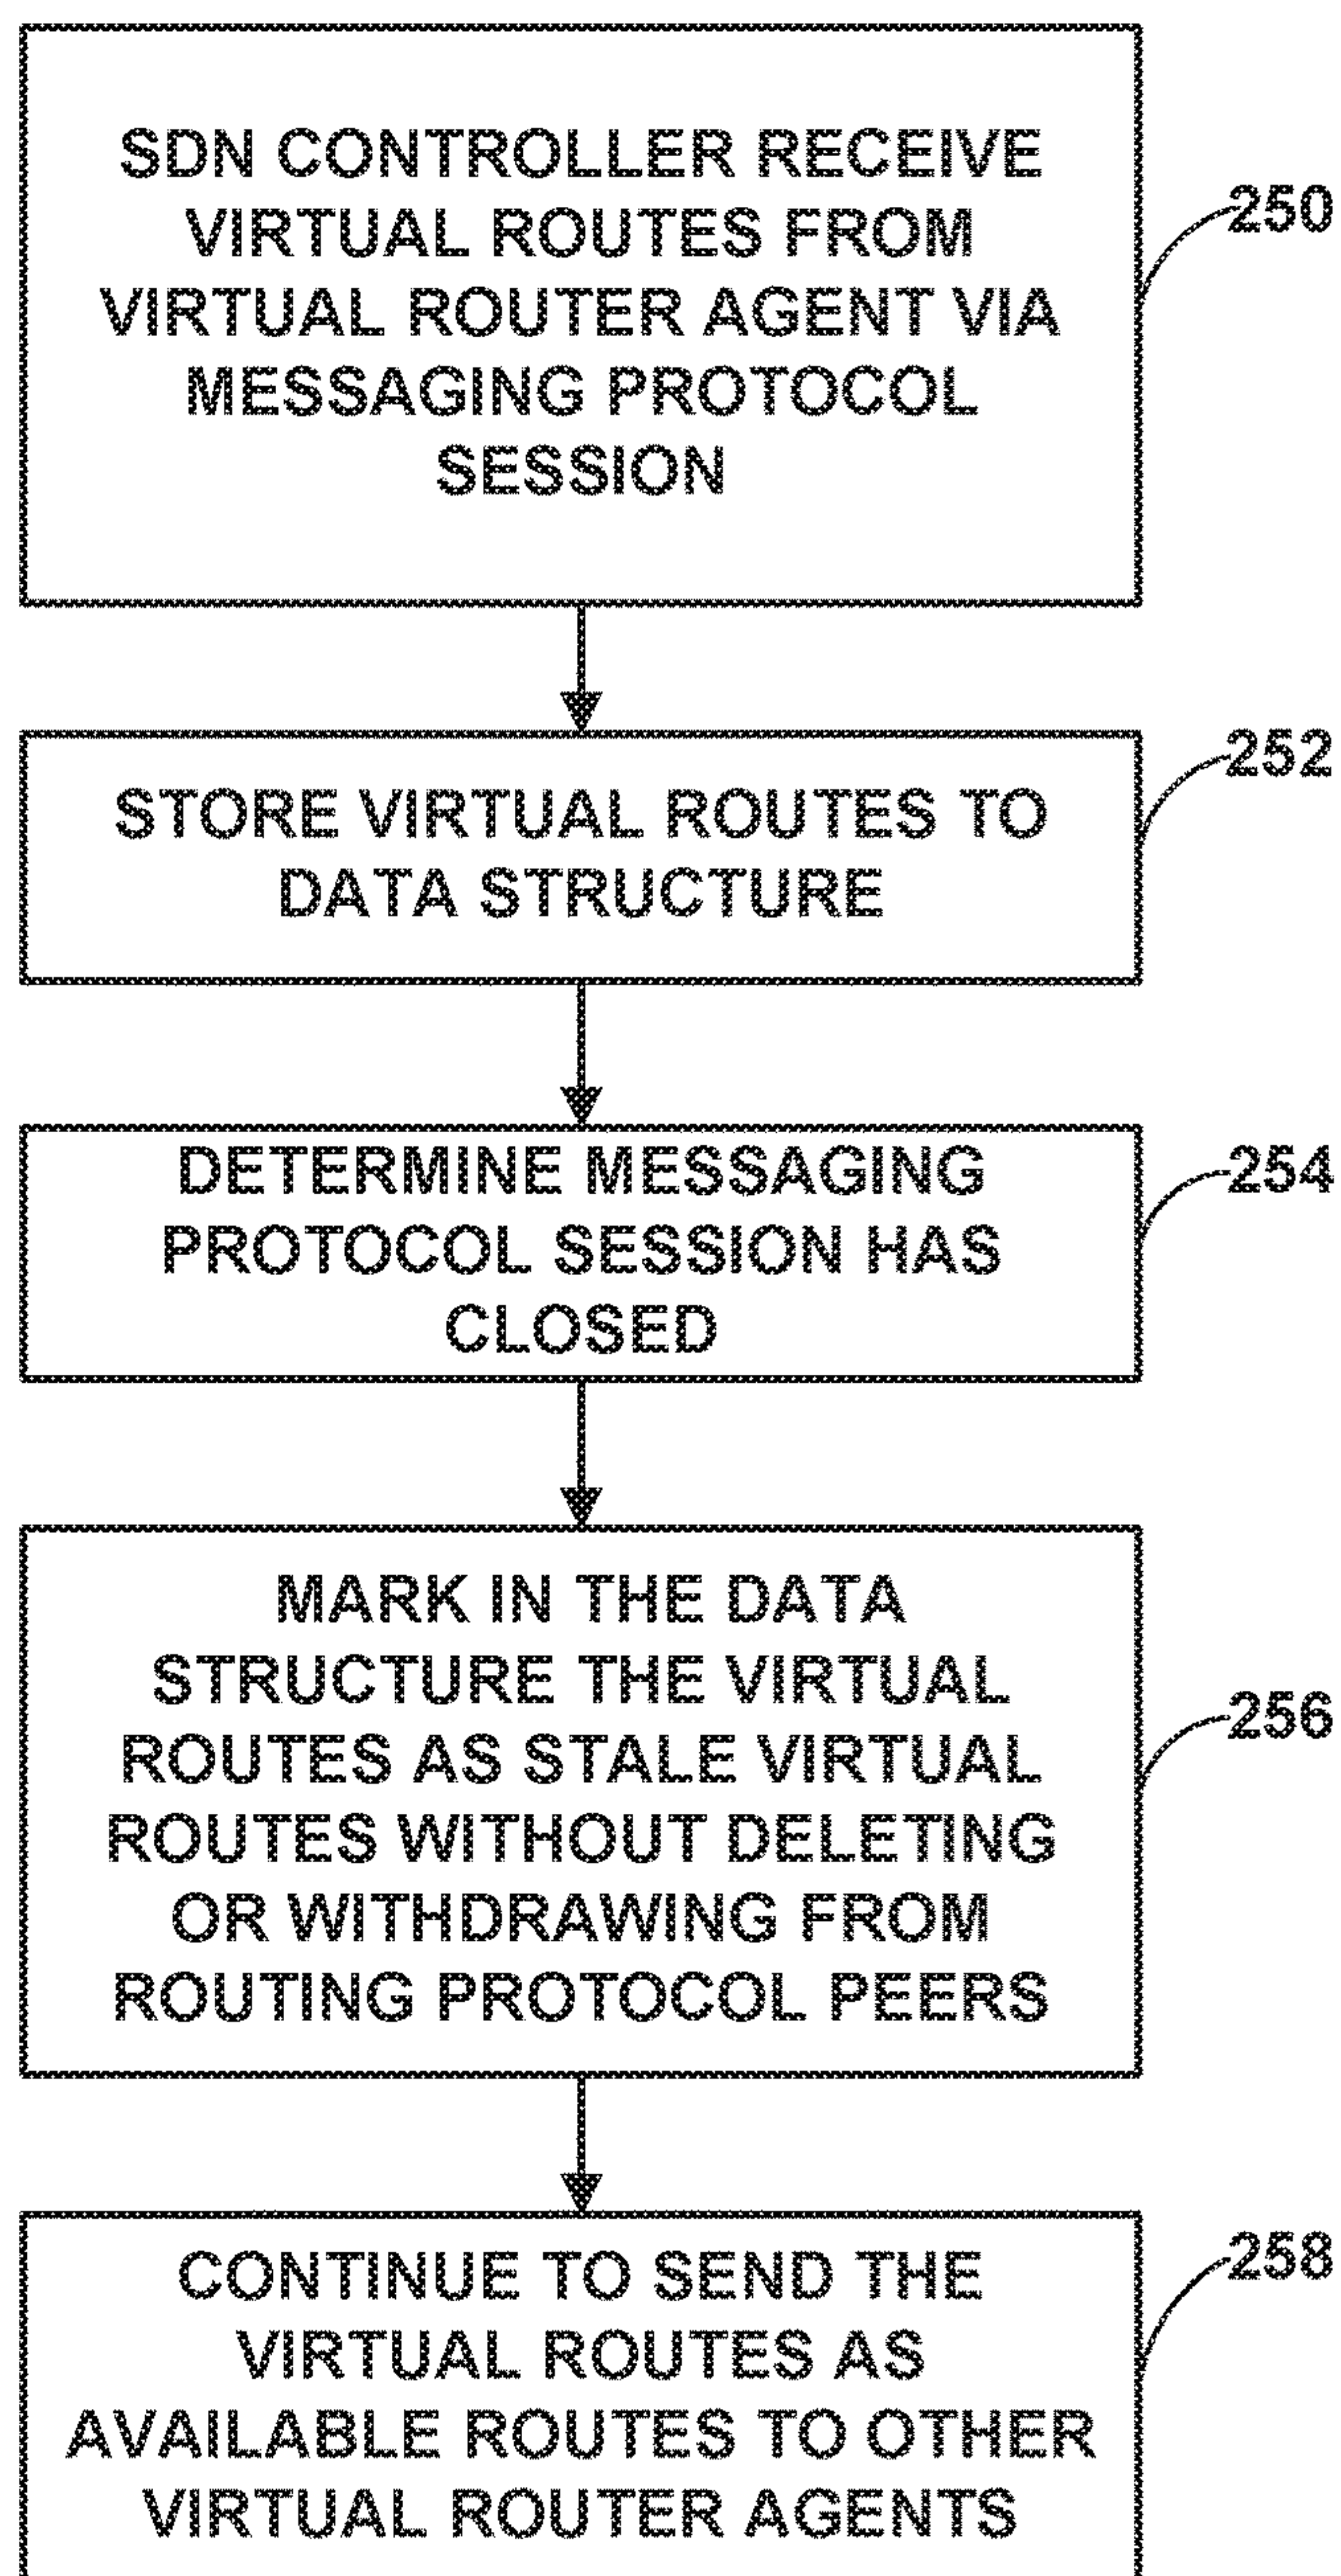 SDN CONTROLLER RECEIVE
VIRTUAL ROUTES FROM
VIRTUAL ROUTER AGENT VIA
MESSAGING PROTOCOL
SESSION
250
STORE VIRTUAL ROUTES TO
DATA STRUCTURE
252
DETERMINE MESSAGING
PROTOCOL SESSION HAS
CLOSED
254
MARK IN THE DATA
STRUCTURE THE VIRTUAL
ROUTES AS STALE VIRTUAL
ROUTES WITHOUT DELETING
OR WITHDRAWING FROM
ROUTING PROTOCOL PEERS
256
CONTINUE TO SEND THE
VIRTUAL ROUTES AS
AVAILABLE ROUTES TO OTHER
VIRTUAL ROUTER AGENTS
258